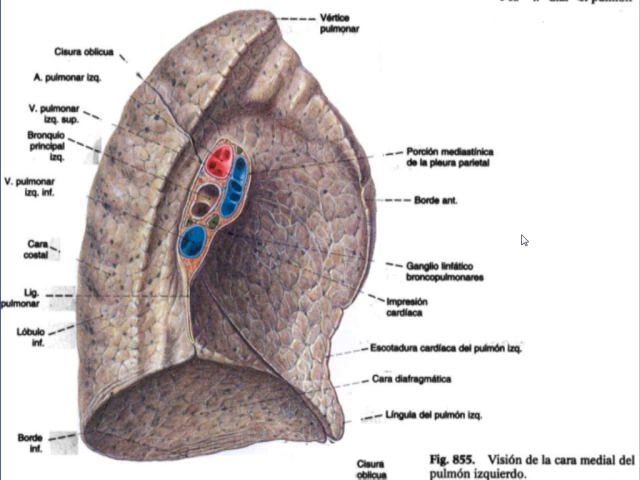 Vértice
pulmonar
Cisura oblicua
A. pulmonar izq.
V. pulmonar
izq. sup.
Bronquio
principal
izq.
V. pulmonar
izq. inf.
Cara
costal
Lig.
pulmonar
Lóbulo
inf.
Borde
inf.
Porción mediastínica
de la pleura parietal
Borde ant.
Ganglio linfático
broncopulmonares
Impresión
cardíaca
Escotadura cardíaca del pulmón izq.
Cara diafragmática
Língula del pulmón izq.
Cisura
oblicua
Fig. 855. Visión de la cara medial del
pulmón izquierdo.